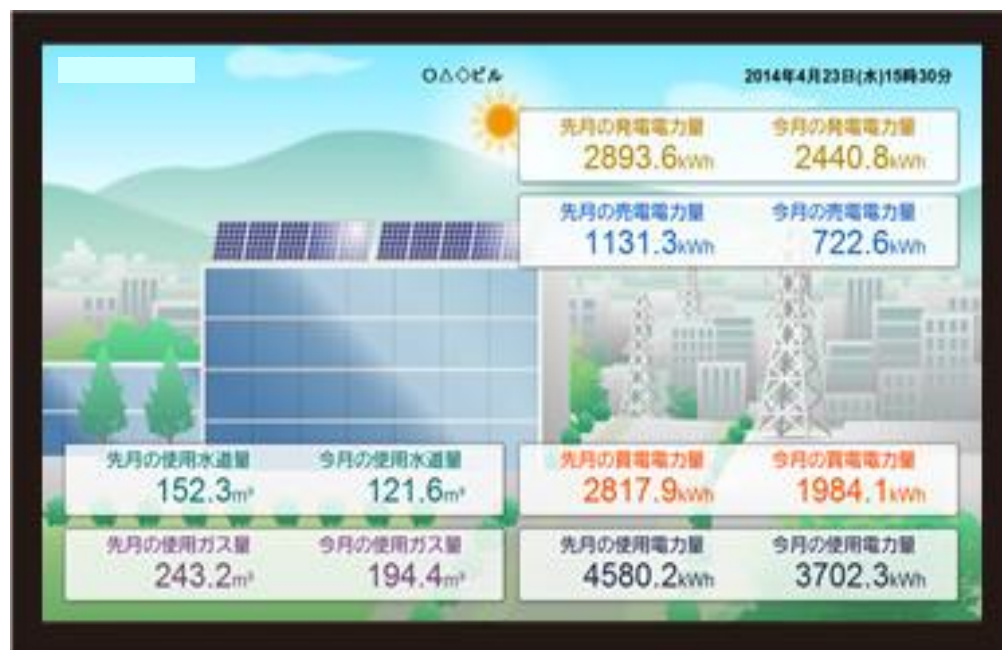 〇△◇ビル
2014年4月23日(水)15時30分
先月の発電電力量 今月の発電電力量
2893.6kWh 2440.8kWh
先月の売電電力量 今月の売電電力量
1131.3kWh 722.6kWh
先月の使用水道量 今月の使用水道量
152.3m³ 121.6m³
先月の買電電力量 今月の買電電力量
2817.9kWh 1984.1kWh
先月の使用ガス量 今月の使用ガス量
243.2m³ 194.4m³
先月の使用電力量 今月の使用電力量
4580.2kWh 3702.3kWh